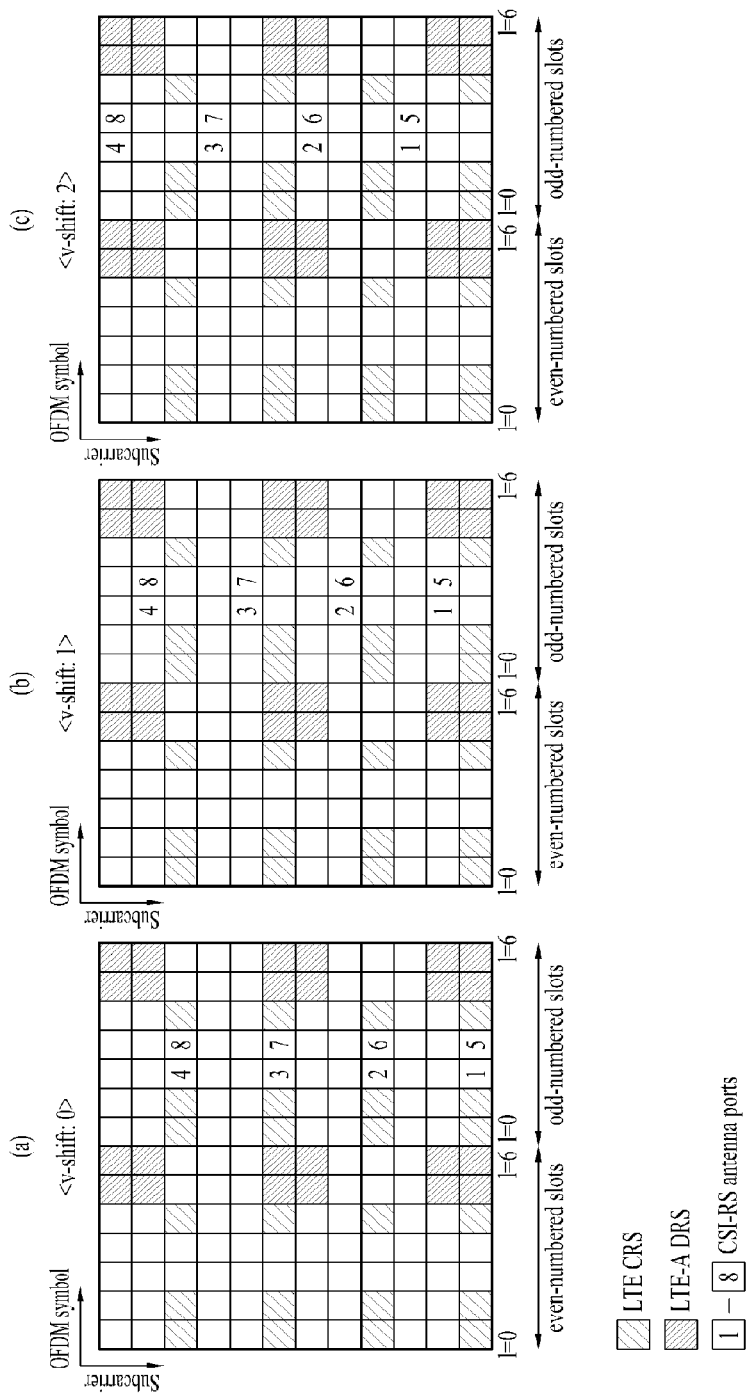 (a)
<v-shift: 0>
OFDM symbol
Subcarrier
4 8
3 7
2 6
1 5
l=0 l=6 l=0 l=6
even-numbered slots odd-numbered slots
(b)
<v-shift: 1>
OFDM symbol
Subcarrier
4 8
3 7
2 6
1 5
l=0 l=6 l=0 l=6
even-numbered slots odd-numbered slots
(c)
<v-shift: 2>
OFDM symbol
Subcarrier
4 8
3 7
2 6
1 5
l=0 l=6 l=0 l=6
even-numbered slots odd-numbered slots
LTE CRS
LTE-A DRS
1 – 8 CSI-RS antenna ports